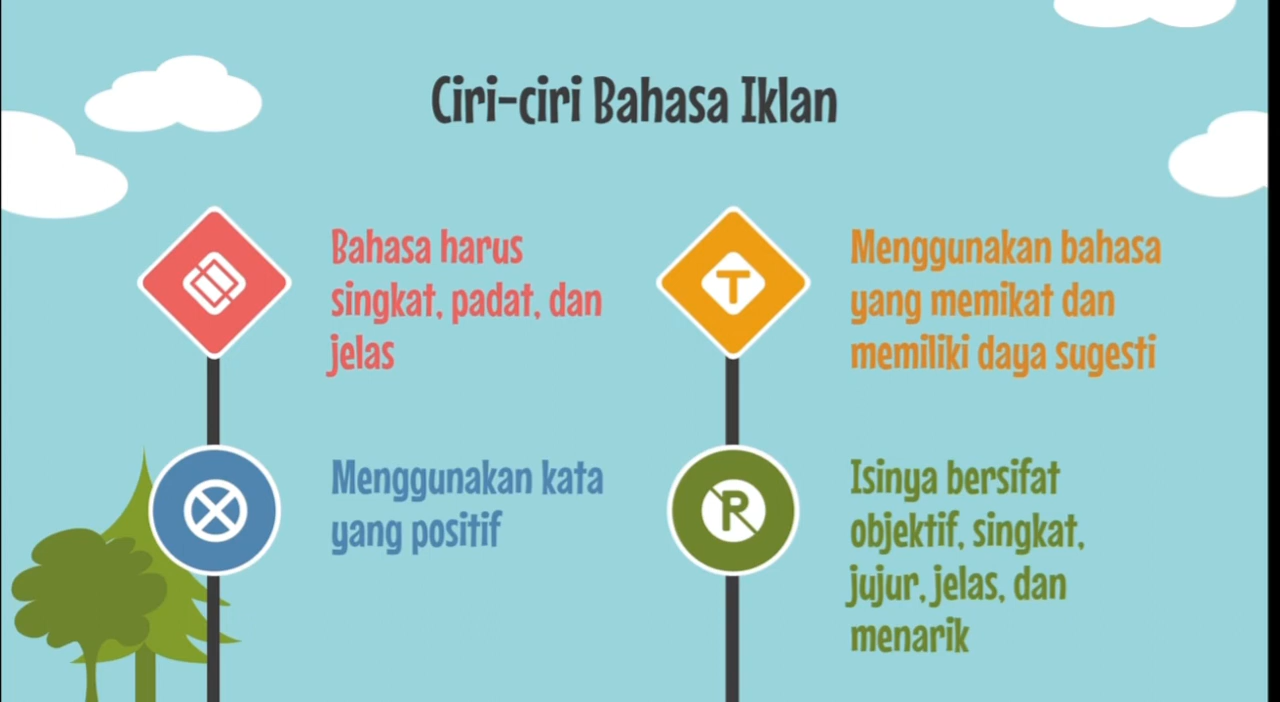 Ciri-ciri Bahasa Iklan
Bahasa harus
singkat, padat, dan
jelas
T
Menggunakan bahasa
yang memikat dan
memiliki daya sugesti
Menggunakan kata
yang positif
R
Isinya bersifat
objektif, singkat,
jujur, jelas, dan
menarik